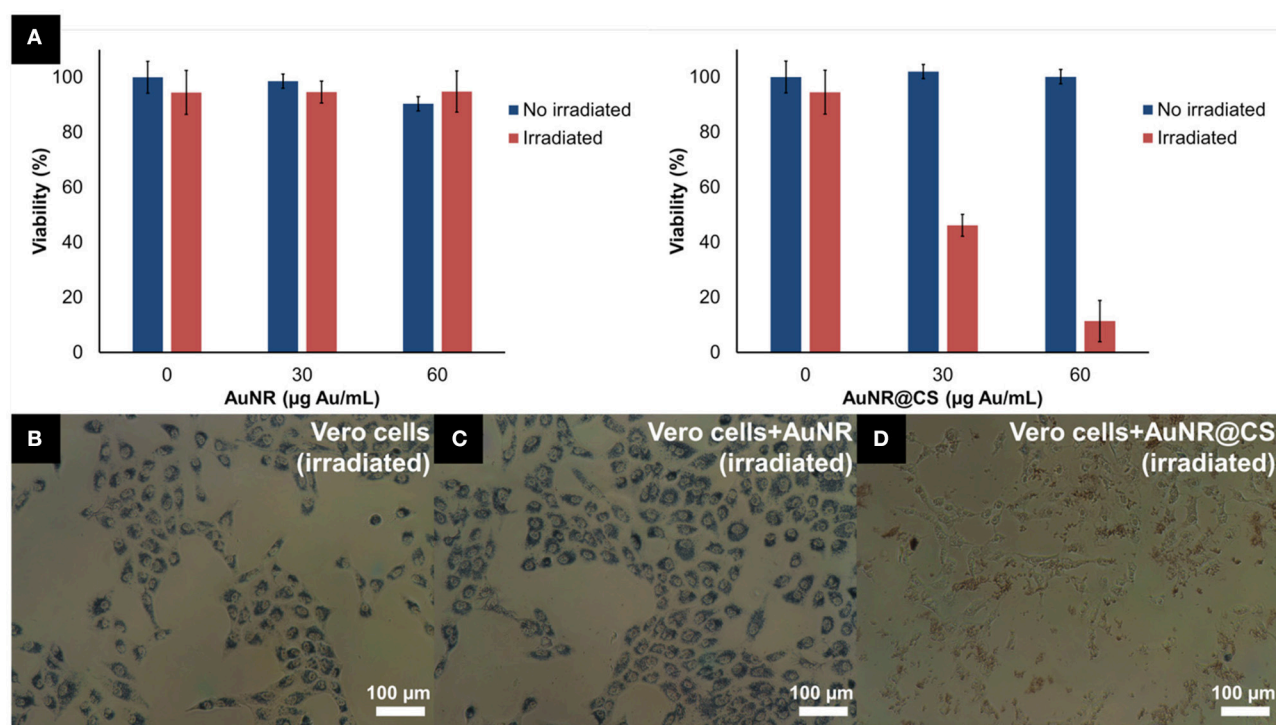 A
Viability (%)
100
80
60
40
20
0
0 30 60
AuNR (µg Au/mL)
No irradiated
Irradiated
Viability (%)
100
80
60
40
20
0
0 30 60
AuNR@CS (µg Au/mL)
No irradiated
Irradiated
B
Vero cells
(irradiated)
100 µm
C
Vero cells+AuNR
(irradiated)
100 µm
D
Vero cells+AuNR@CS
(irradiated)
100 µm